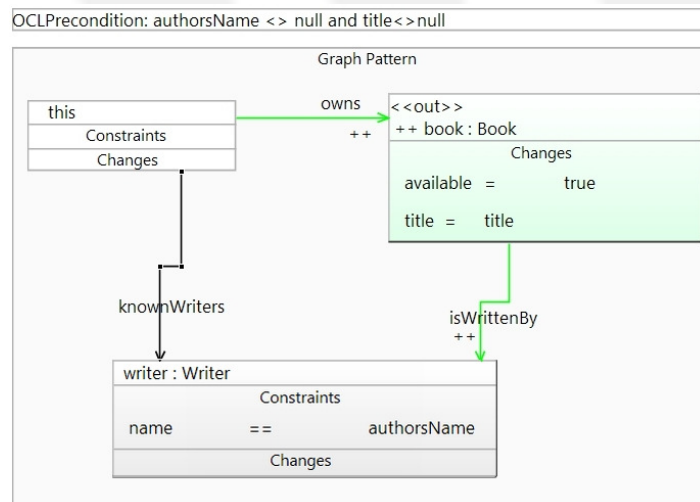 OCLPrecondition: authorsName <> null and title<>null
Graph Pattern
this
Constraints
Changes
owns
++
<<out>>
++ book : Book
Changes
available = true
title = title
knownWriters
isWrittenBy
++
writer : Writer
Constraints
name == authorsName
Changes